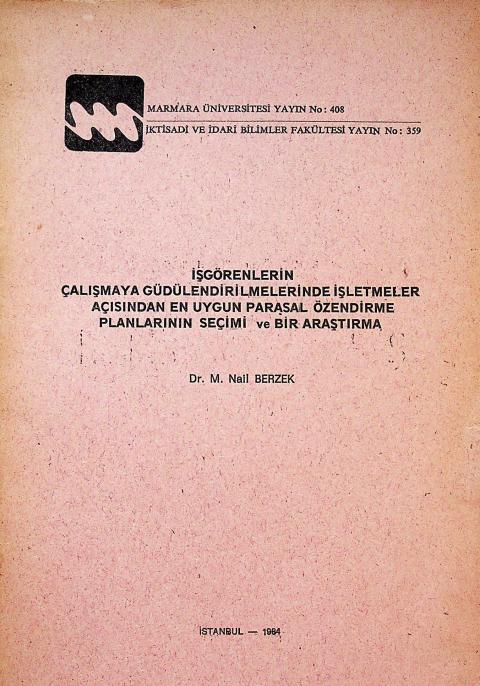 MARMARA ÜNİVERSİTESİ YAYIN No: 408
İKTİSADİ VE İDARİ BİLİMLER FAKÜLTESİ YAYIN No: 359
İŞGÖRENLERİN
ÇALIŞMAYA GÜDÜLENDİRİLMELERİNDE İŞLETMELER
AÇISINDAN EN UYGUN PARASAL ÖZENDİRME
PLANLARININ SEÇİMİ ve BİR ARAŞTIRMA
Dr. M. Nail BERZEK
İSTANBUL — 1984